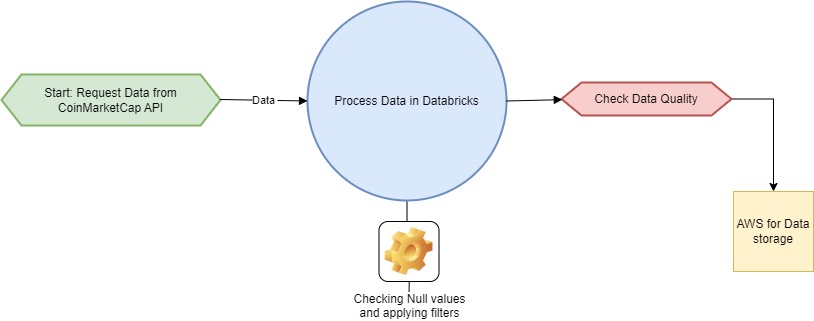 Start: Request Data from
CoinMarketCap API
Data
Process Data in Databricks
Check Data Quality
AWS for Data
storage
Checking Null values
and applying filters